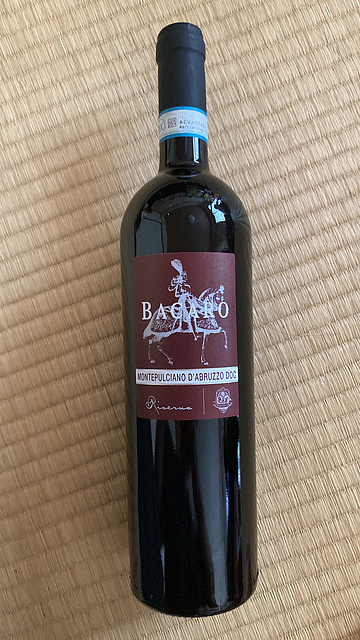 BACARO
MONTEPULCIANO D'ABRUZZO DOC
Riserva